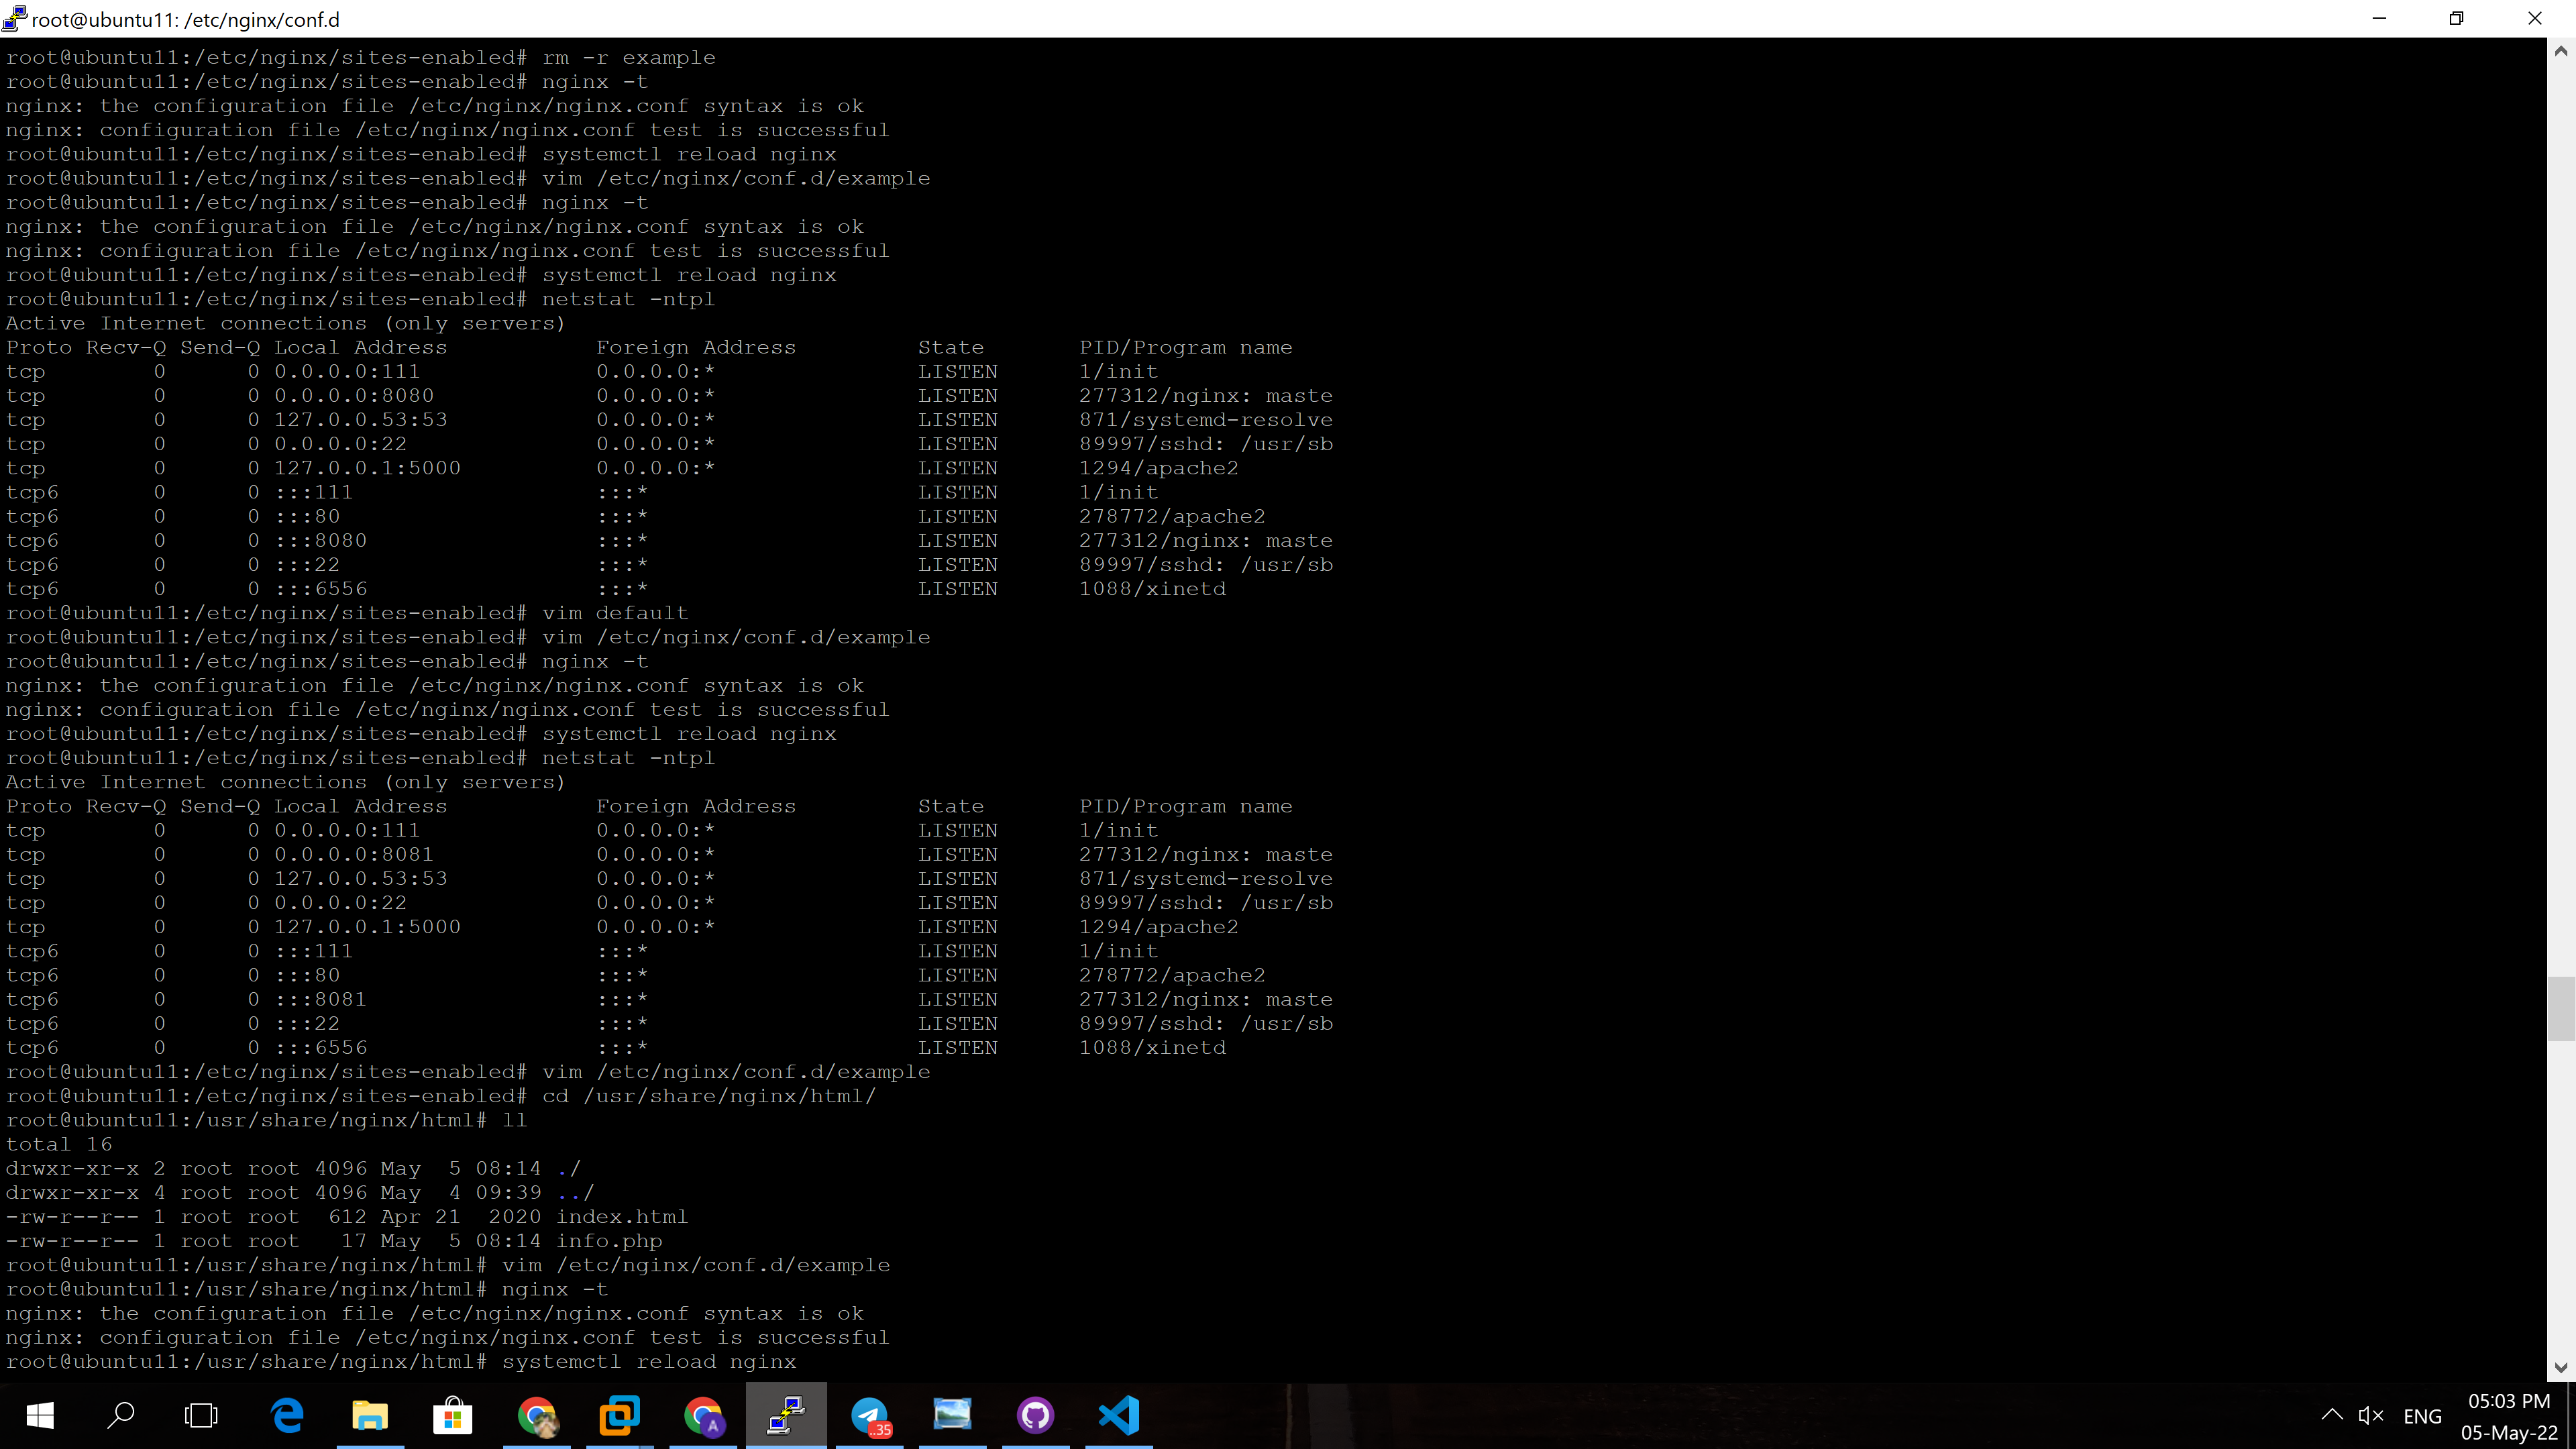 root@ubuntu11: /etc/nginx/conf.d
root@ubuntu11:/etc/nginx/sites-enabled# rm -r example
root@ubuntu11:/etc/nginx/sites-enabled# nginx -t
nginx: the configuration file /etc/nginx/nginx.conf syntax is ok
nginx: configuration file /etc/nginx/nginx.conf test is successful
root@ubuntu11:/etc/nginx/sites-enabled# systemctl reload nginx
root@ubuntu11:/etc/nginx/sites-enabled# vim /etc/nginx/conf.d/example
root@ubuntu11:/etc/nginx/sites-enabled# nginx -t
nginx: the configuration file /etc/nginx/nginx.conf syntax is ok
nginx: configuration file /etc/nginx/nginx.conf test is successful
root@ubuntu11:/etc/nginx/sites-enabled# systemctl reload nginx
root@ubuntu11:/etc/nginx/sites-enabled# netstat -ntpl
Active Internet connections (only servers)
Proto Recv-Q Send-Q Local Address           Foreign Address         State       PID/Program name
tcp        0      0 0.0.0.0:111             0.0.0.0:*               LISTEN      1/init
tcp        0      0 0.0.0.0:8080            0.0.0.0:*               LISTEN      277312/nginx: maste
tcp        0      0 127.0.0.53:53           0.0.0.0:*               LISTEN      871/systemd-resolve
tcp        0      0 0.0.0.0:22              0.0.0.0:*               LISTEN      89997/sshd: /usr/sb
tcp        0      0 127.0.0.1:5000          0.0.0.0:*               LISTEN      1294/apache2
tcp6       0      0 :::111                  :::*                    LISTEN      1/init
tcp6       0      0 :::80                   :::*                    LISTEN      278772/apache2
tcp6       0      0 :::8080                 :::*                    LISTEN      277312/nginx: maste
tcp6       0      0 :::22                   :::*                    LISTEN      89997/sshd: /usr/sb
tcp6       0      0 :::6556                 :::*                    LISTEN      1088/xinetd
root@ubuntu11:/etc/nginx/sites-enabled# vim default
root@ubuntu11:/etc/nginx/sites-enabled# vim /etc/nginx/conf.d/example
root@ubuntu11:/etc/nginx/sites-enabled# nginx -t
nginx: the configuration file /etc/nginx/nginx.conf syntax is ok
nginx: configuration file /etc/nginx/nginx.conf test is successful
root@ubuntu11:/etc/nginx/sites-enabled# systemctl reload nginx
root@ubuntu11:/etc/nginx/sites-enabled# netstat -ntpl
Active Internet connections (only servers)
Proto Recv-Q Send-Q Local Address           Foreign Address         State       PID/Program name
tcp        0      0 0.0.0.0:111             0.0.0.0:*               LISTEN      1/init
tcp        0      0 0.0.0.0:8081            0.0.0.0:*               LISTEN      277312/nginx: maste
tcp        0      0 127.0.0.53:53           0.0.0.0:*               LISTEN      871/systemd-resolve
tcp        0      0 0.0.0.0:22              0.0.0.0:*               LISTEN      89997/sshd: /usr/sb
tcp        0      0 127.0.0.1:5000          0.0.0.0:*               LISTEN      1294/apache2
tcp6       0      0 :::111                  :::*                    LISTEN      1/init
tcp6       0      0 :::80                   :::*                    LISTEN      278772/apache2
tcp6       0      0 :::8081                 :::*                    LISTEN      277312/nginx: maste
tcp6       0      0 :::22                   :::*                    LISTEN      89997/sshd: /usr/sb
tcp6       0      0 :::6556                 :::*                    LISTEN      1088/xinetd
root@ubuntu11:/etc/nginx/sites-enabled# vim /etc/nginx/conf.d/example
root@ubuntu11:/etc/nginx/sites-enabled# cd /usr/share/nginx/html/
root@ubuntu11:/usr/share/nginx/html# ll
total 16
drwxr-xr-x 2 root root 4096 May  5 08:14 ./
drwxr-xr-x 4 root root 4096 May  4 09:39 ../
-rw-r--r-- 1 root root  612 Apr 21  2020 index.html
-rw-r--r-- 1 root root   17 May  5 08:14 info.php
root@ubuntu11:/usr/share/nginx/html# vim /etc/nginx/conf.d/example
root@ubuntu11:/usr/share/nginx/html# nginx -t
nginx: the configuration file /etc/nginx/nginx.conf syntax is ok
nginx: configuration file /etc/nginx/nginx.conf test is successful
root@ubuntu11:/usr/share/nginx/html# systemctl reload nginx
A
..35
ENG
05:03 PM
05-May-22